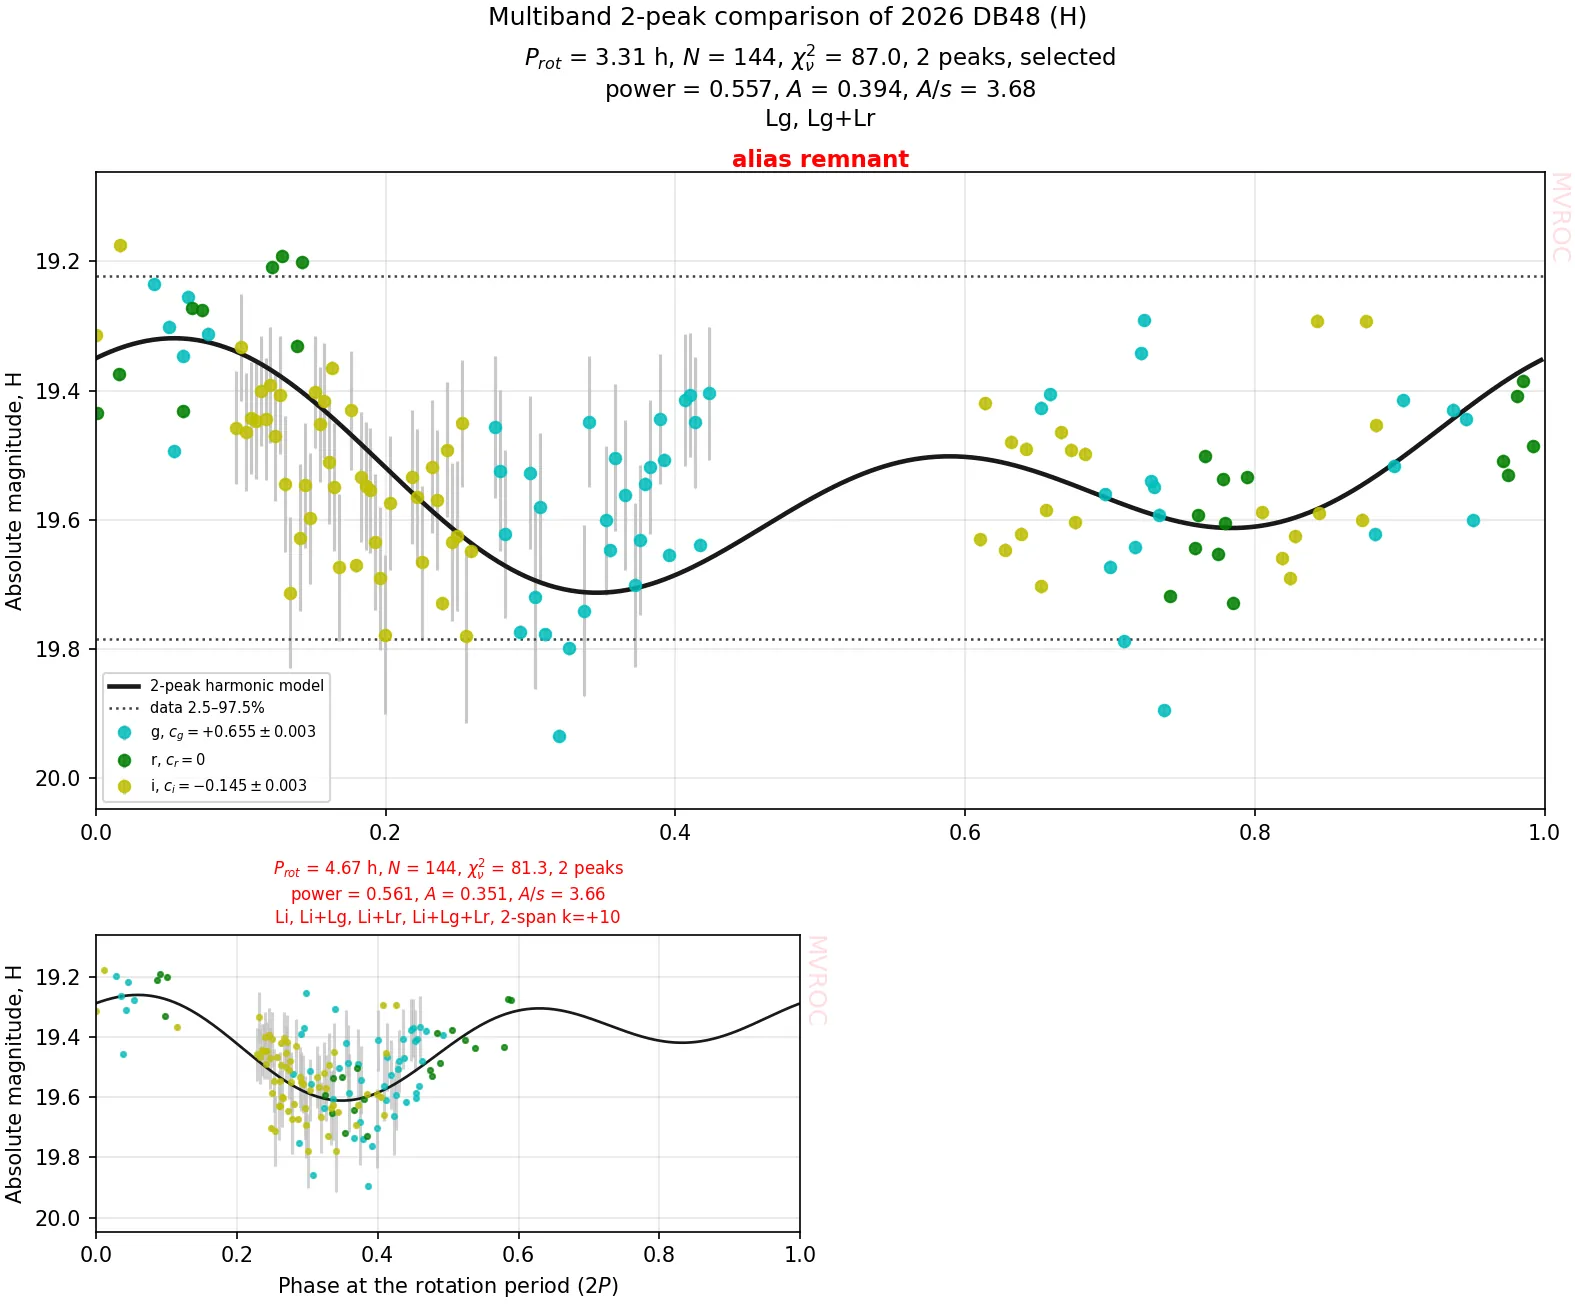 Multiband 2-peak comparison of 2026 DB48 (H)
P_rot = 3.31 h, N = 144, χ²_ν = 87.0, 2 peaks, selected
power = 0.557, A = 0.394, A/s = 3.68
Lg, Lg+Lr
alias remnant
MVROC
Absolute magnitude, H
19.2
19.4
19.6
19.8
20.0
2-peak harmonic model
data 2.5–97.5%
g, c_g = +0.655 ± 0.003
r, c_r = 0
i, c_i = −0.145 ± 0.003
0.0 0.2 0.4 0.6 0.8 1.0
P_rot = 4.67 h, N = 144, χ²_ν = 81.3, 2 peaks
power = 0.561, A = 0.351, A/s = 3.66
Li, Li+Lg, Li+Lr, Li+Lg+Lr, 2-span k=+10
MVROC
Absolute magnitude, H
19.2
19.4
19.6
19.8
20.0
0.0 0.2 0.4 0.6 0.8 1.0
Phase at the rotation period (2P)